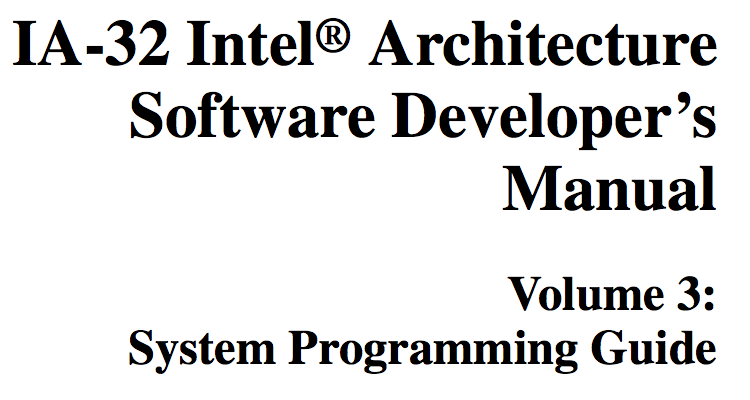 IA-32 Intel® Architecture
Software Developer’s
Manual
Volume 3:
System Programming Guide